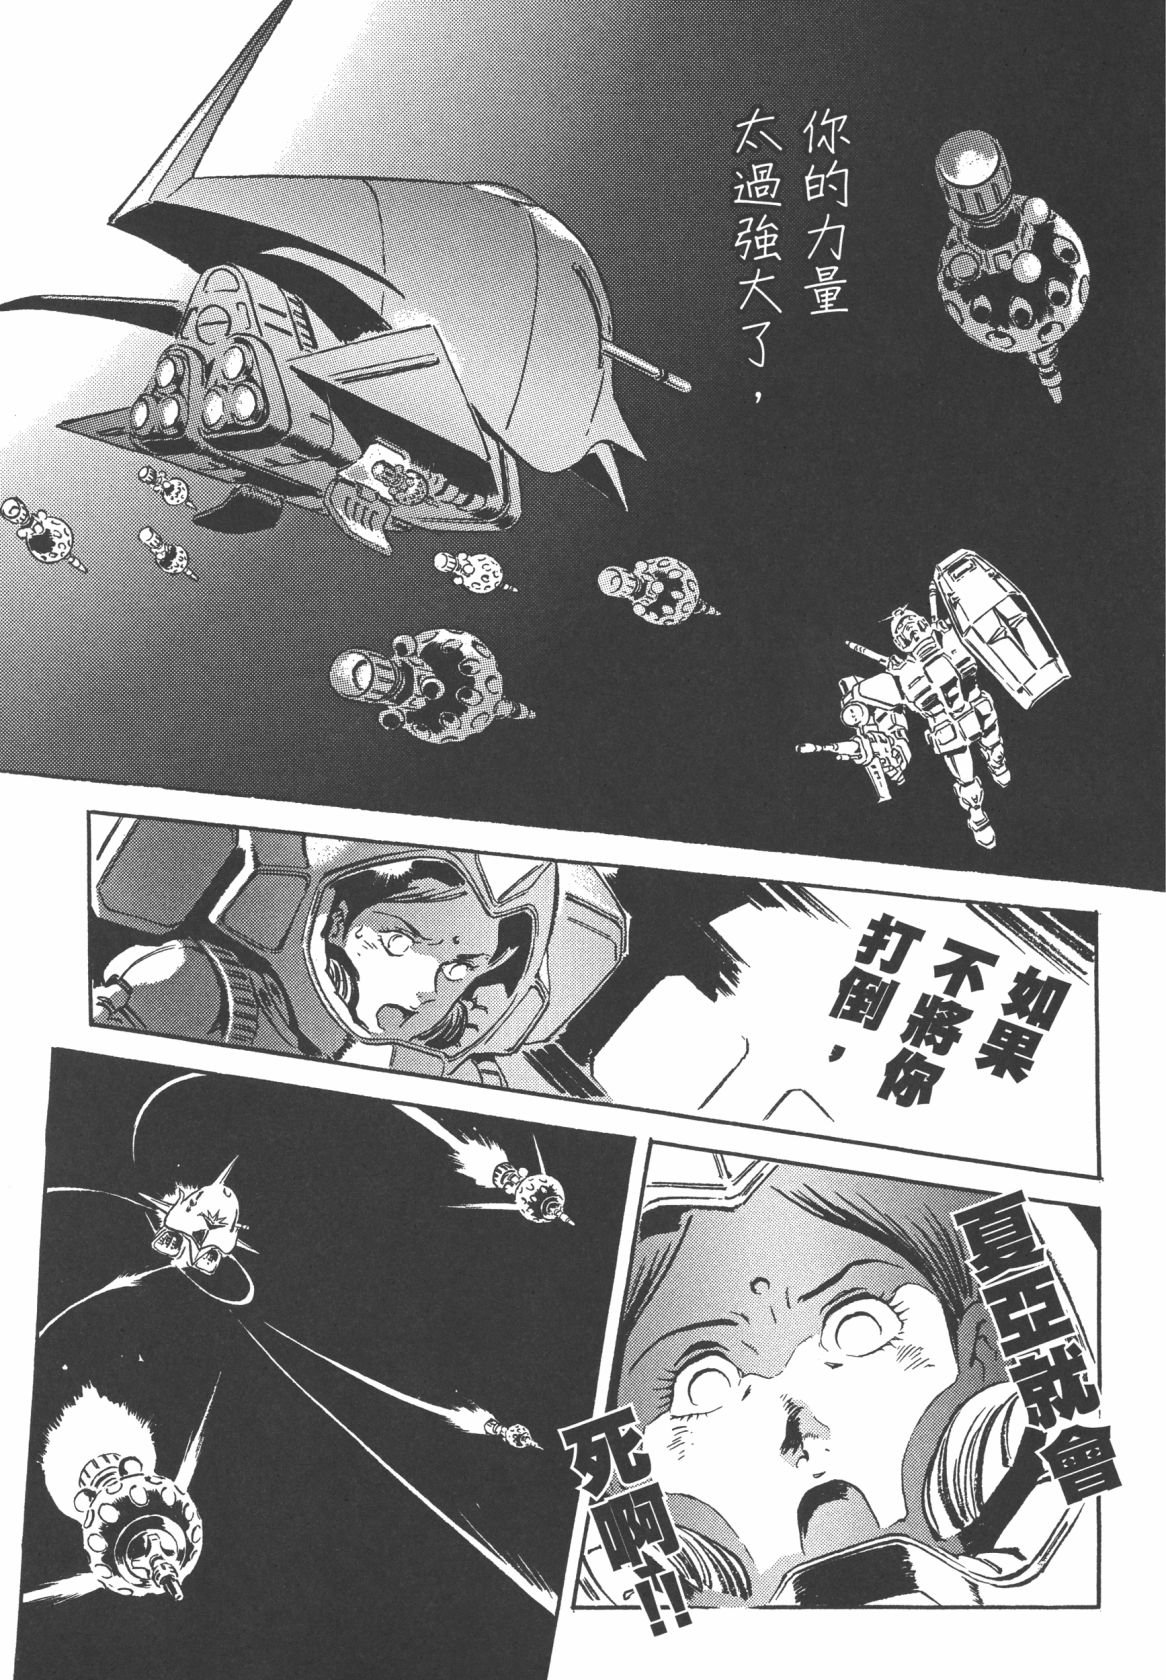 你的力量
太過強大了，
如果
不將你
打倒，
夏亞就會
死啊!!